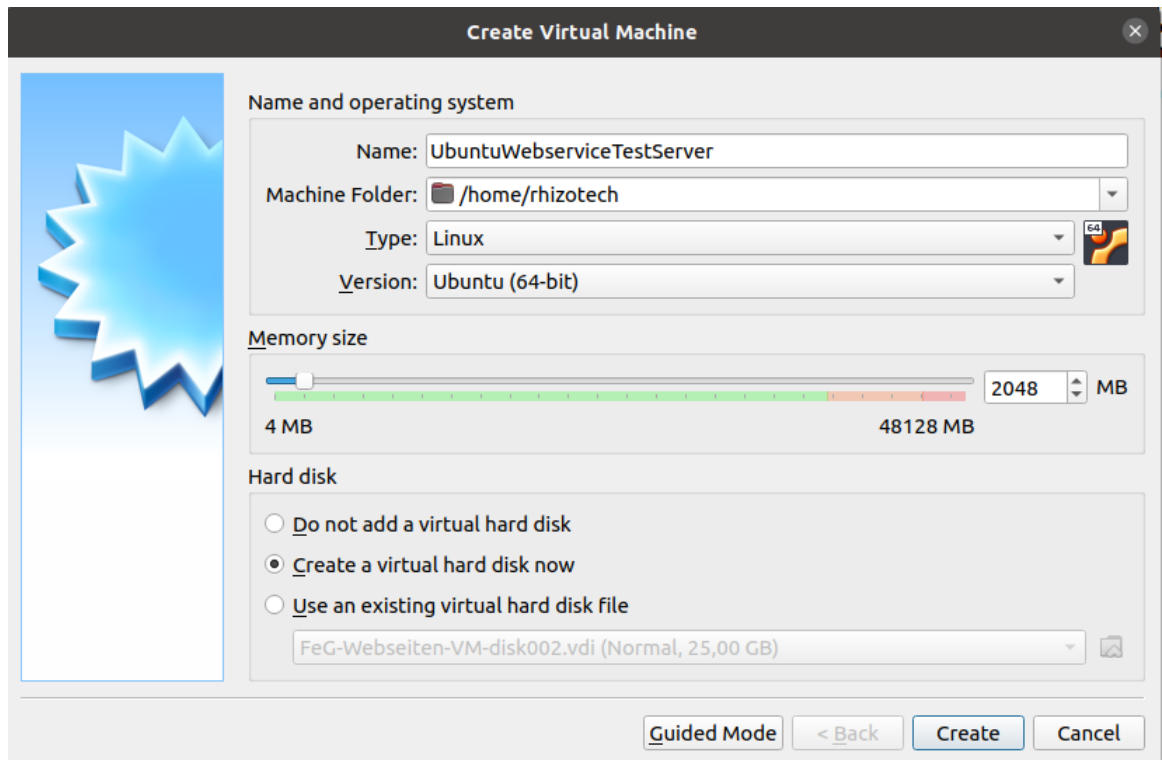 Create Virtual Machine
Name and operating system
Name: UbuntuWebserviceTestServer
Machine Folder: /home/rhizotech
Type: Linux
64
Version: Ubuntu (64-bit)
Memory size
2048 MB
4 MB 48128 MB
Hard disk
Do not add a virtual hard disk
Create a virtual hard disk now
Use an existing virtual hard disk file
FeG-Webseiten-VM-disk002.vdi (Normal, 25,00 GB)
Guided Mode < Back Create Cancel